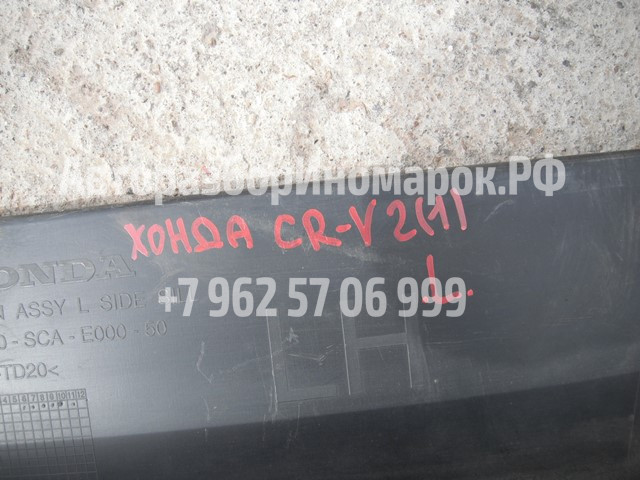 АвторазборИномарок.РФ
ХОНДА CR-V 2(1)
+7 962 57 06 999
L.
HONDA
ASSY L SIDE
0-SCA-E000-50
TD20<
LH